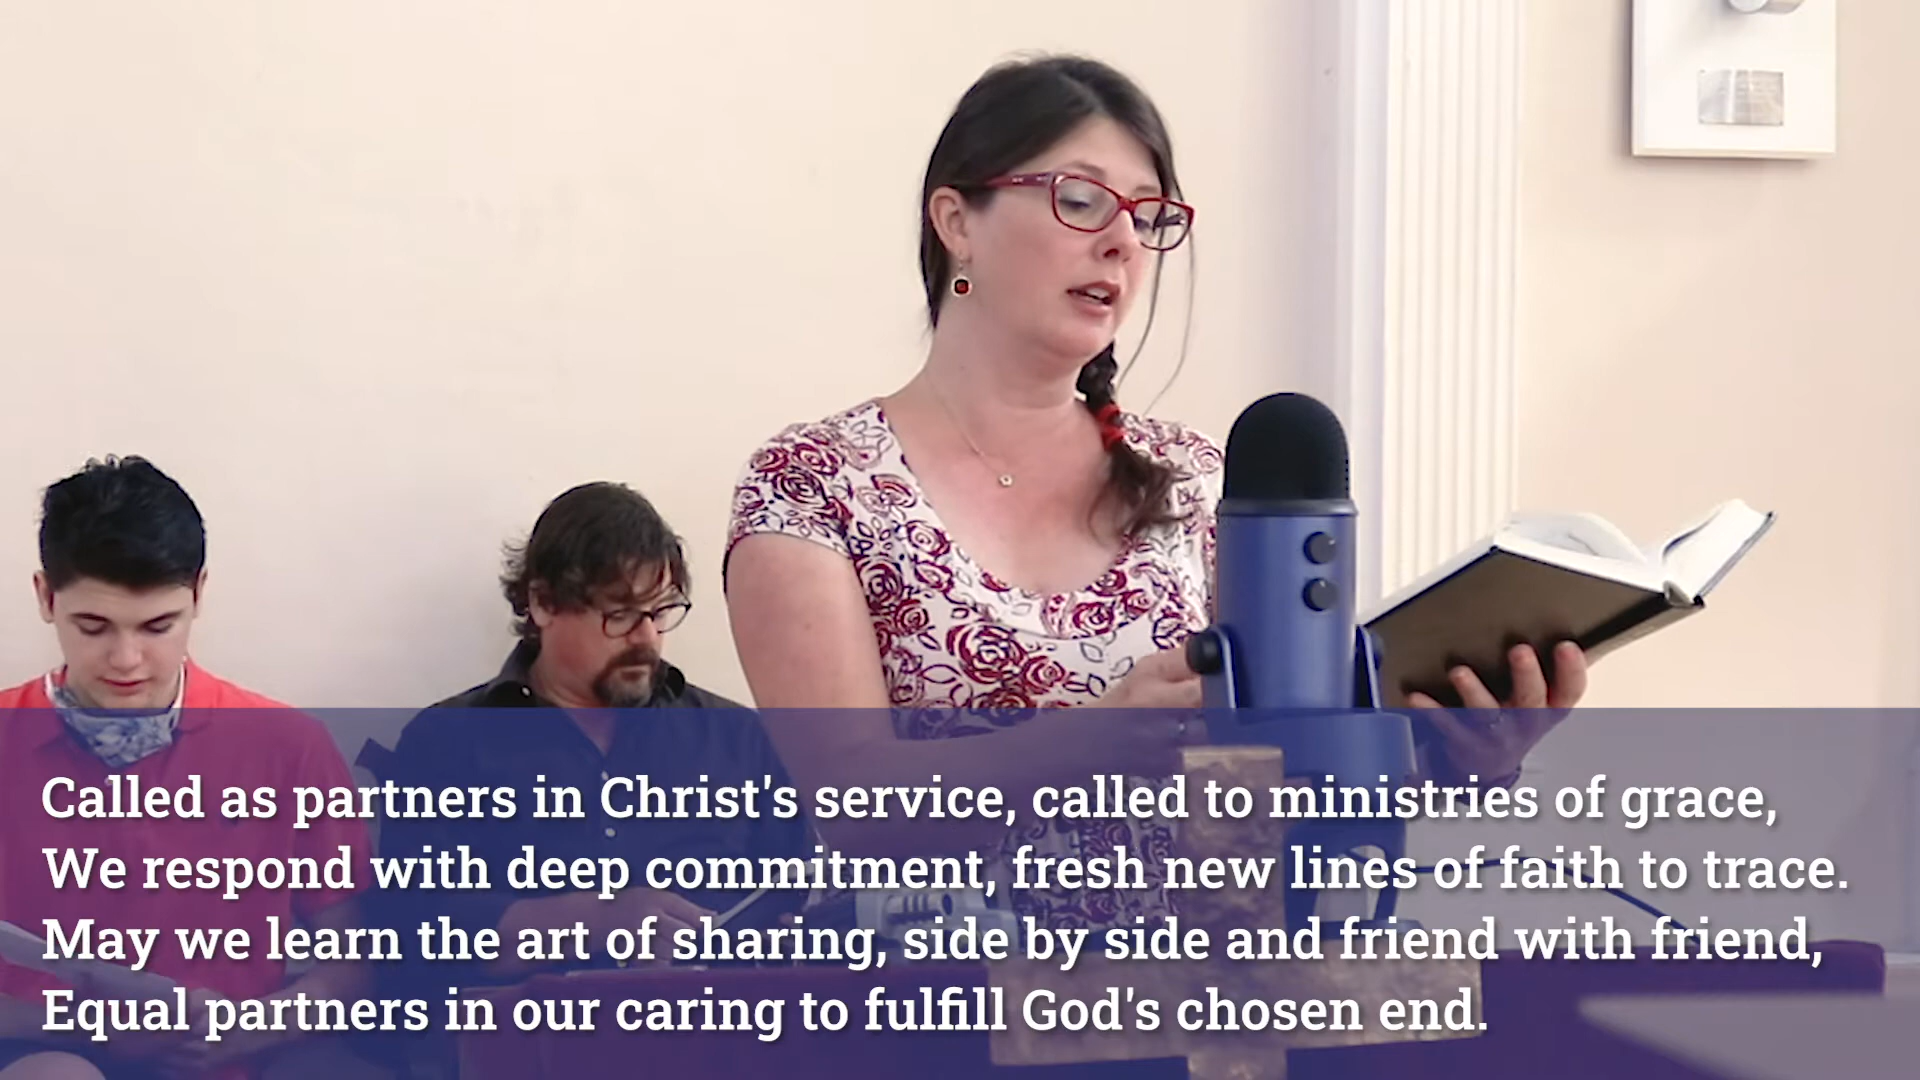 Called as partners in Christ's service, called to ministries of grace,
We respond with deep commitment, fresh new lines of faith to trace.
May we learn the art of sharing, side by side and friend with friend,
Equal partners in our caring to fulfill God's chosen end.